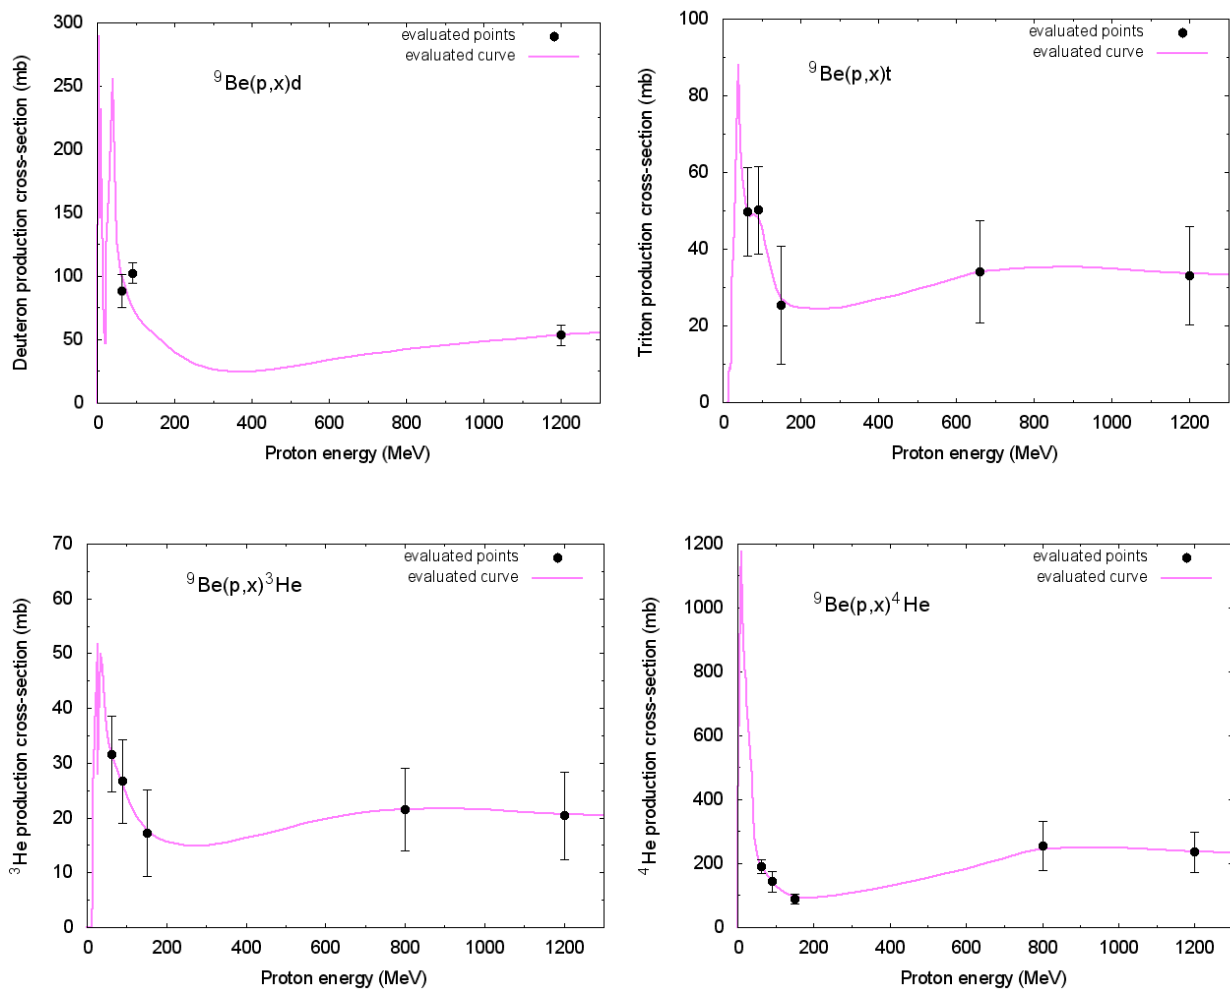 300
250
200
150
100
50
0
Deuteron production cross-section (mb)
evaluated points
evaluated curve
⁹Be(p,x)d
0 200 400 600 800 1000 1200
Proton energy (MeV)
100
80
60
40
20
0
Triton production cross-section (mb)
evaluated points
evaluated curve
⁹Be(p,x)t
0 200 400 600 800 1000 1200
Proton energy (MeV)
70
60
50
40
30
20
10
0
³He production cross-section (mb)
evaluated points
evaluated curve
⁹Be(p,x)³He
0 200 400 600 800 1000 1200
Proton energy (MeV)
1200
1000
800
600
400
200
0
⁴He production cross-section (mb)
evaluated points
evaluated curve
⁹Be(p,x)⁴He
0 200 400 600 800 1000 1200
Proton energy (MeV)